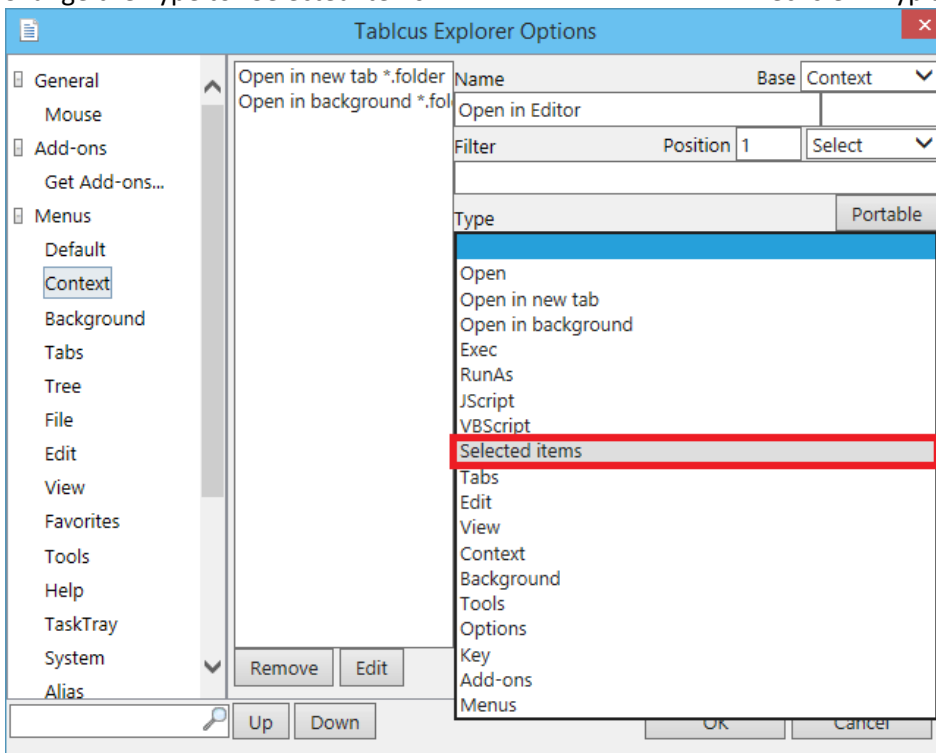 Tablcus Explorer Options
General
Mouse
Add-ons
Get Add-ons...
Menus
Default
Context
Background
Tabs
Tree
File
Edit
View
Favorites
Tools
Help
TaskTray
System
Alias
Open in new tab *.folder
Open in background *.fol
Remove
Edit
Up
Down
Name
Base
Context
Open in Editor
Filter
Position
1
Select
Type
Portable
Open
Open in new tab
Open in background
Exec
RunAs
JScript
VBScript
Selected items
Tabs
Edit
View
Context
Background
Tools
Options
Key
Add-ons
Menus
OK
Cancel